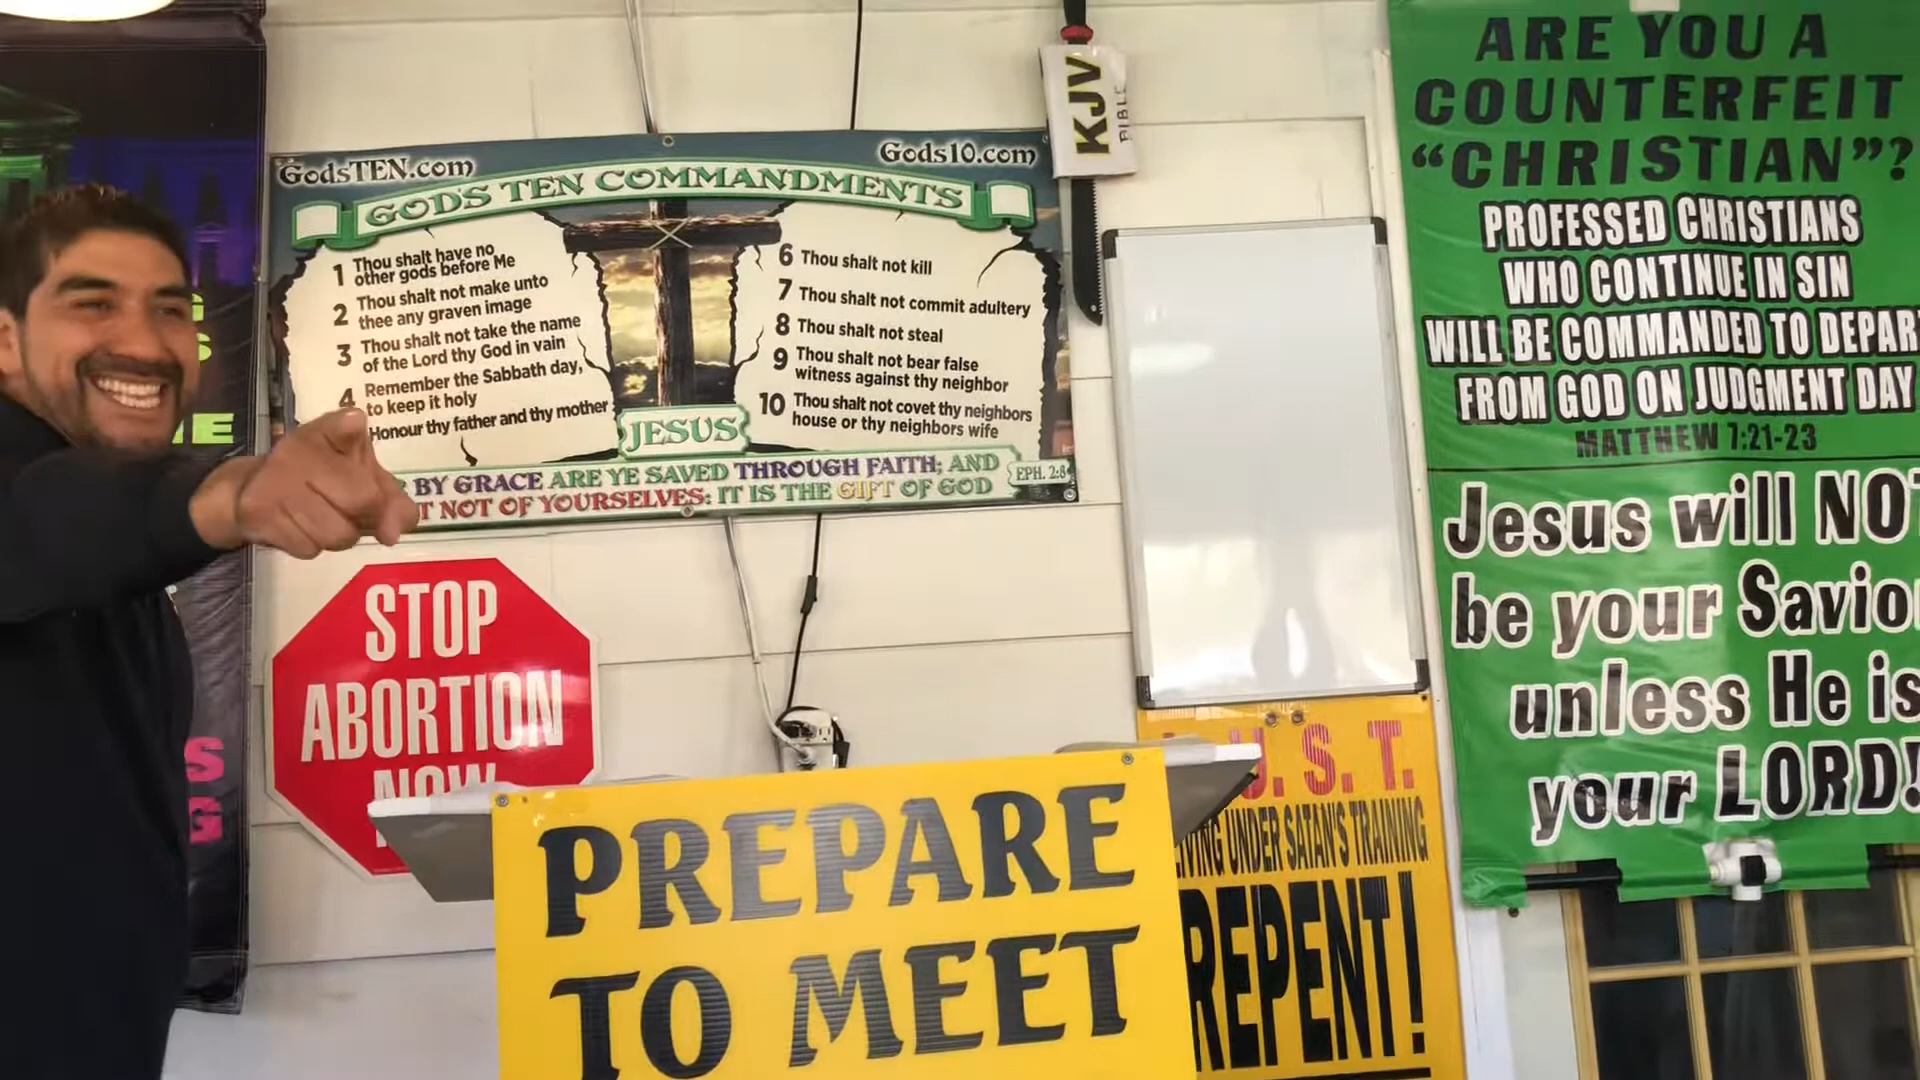 GodsTEN.com
Gods10.com
GOD'S TEN COMMANDMENTS
1 Thou shalt have no
other gods before Me
2 Thou shalt not make unto
thee any graven image
3 Thou shalt not take the name
of the Lord thy God in vain
4 Remember the Sabbath day,
to keep it holy
Honour thy father and thy mother
6 Thou shalt not kill
7 Thou shalt not commit adultery
8 Thou shalt not steal
9 Thou shalt not bear false
witness against thy neighbor
10 Thou shalt not covet thy neighbors
house or thy neighbors wife
JESUS
BY GRACE ARE YE SAVED THROUGH FAITH; AND
T NOT OF YOURSELVES: IT IS THE GIFT OF GOD
EPH. 2:8
KJV
BIBLE
STOP
ABORTION
NOW
PREPARE
TO MEET
U. S. T.
LIVING UNDER SATAN'S TRAINING
REPENT!
ARE YOU A
COUNTERFEIT
“CHRISTIAN”?
PROFESSED CHRISTIANS
WHO CONTINUE IN SIN
WILL BE COMMANDED TO DEPAR
FROM GOD ON JUDGMENT DAY
MATTHEW 7:21-23
Jesus will NOT
be your Savio
unless He is
your LORD!